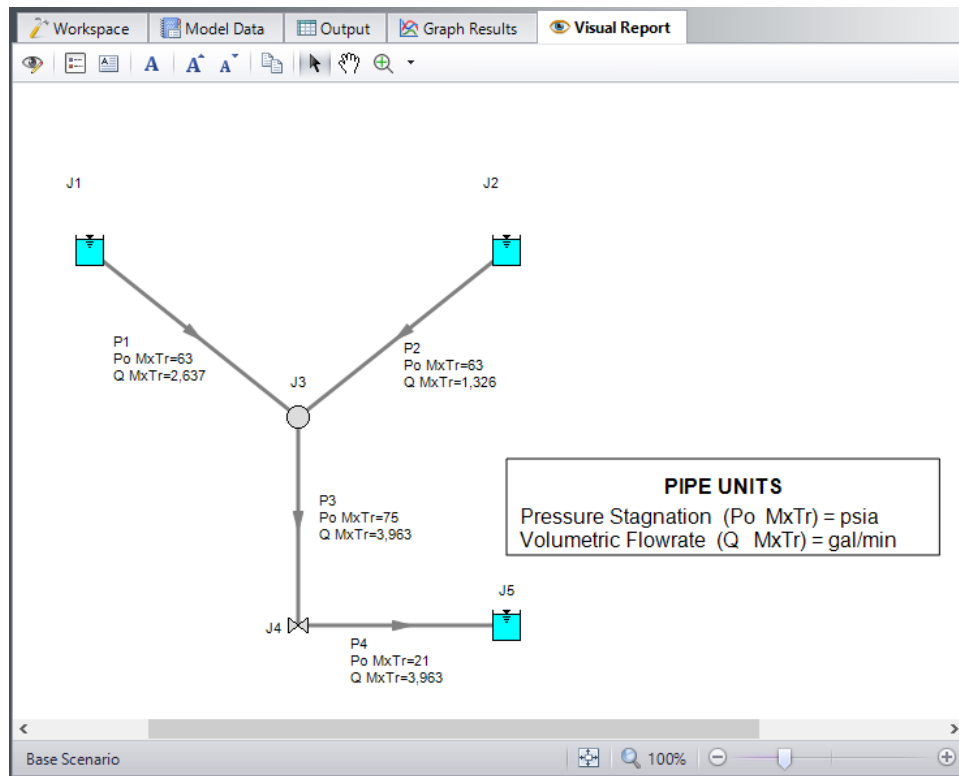 Workspace Model Data Output Graph Results Visual Report
A A A
J1 J2
P1
Po MxTr=63
Q MxTr=2,637
P2
Po MxTr=63
Q MxTr=1,326
J3
P3
Po MxTr=75
Q MxTr=3,963
PIPE UNITS
Pressure Stagnation (Po MxTr) = psia
Volumetric Flowrate (Q MxTr) = gal/min
J5
J4
P4
Po MxTr=21
Q MxTr=3,963
Base Scenario 100%